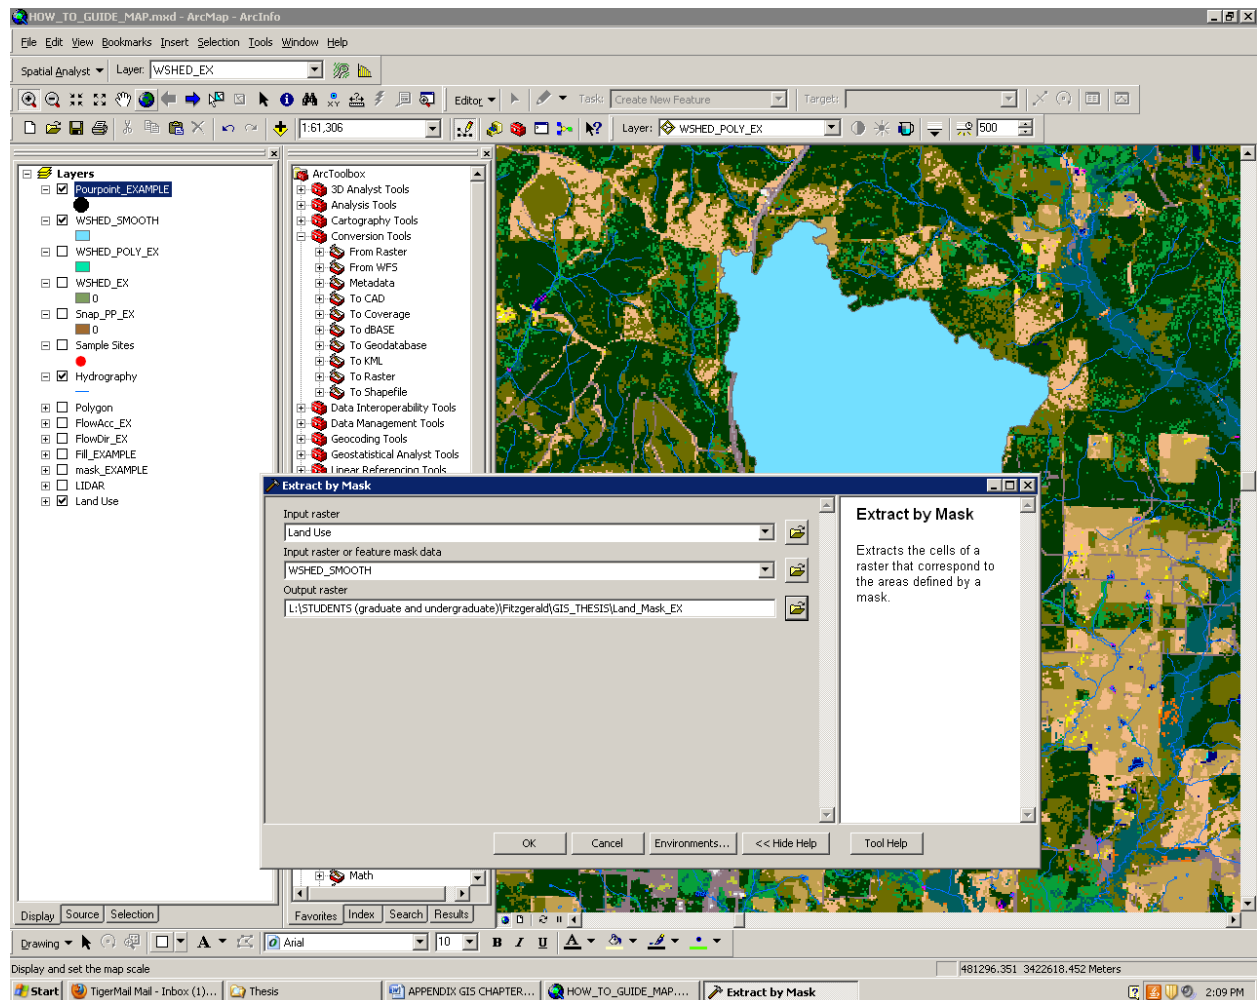 HOW_TO_GUIDE_MAP.mxd - ArcMap - ArcInfo
File Edit View Bookmarks Insert Selection Tools Window Help
Spatial Analyst Layer: WSHED_EX
Editor Task: Create New Feature Target:
1:61,306 Layer: WSHED_POLY_EX 500
Layers
Pourpoint_EXAMPLE
WSHED_SMOOTH
WSHED_POLY_EX
WSHED_EX
0
Snap_PP_EX
0
Sample Sites
Hydrography
Polygon
FlowAcc_EX
FlowDir_EX
Fill_EXAMPLE
mask_EXAMPLE
LIDAR
Land Use
ArcToolbox
3D Analyst Tools
Analysis Tools
Cartography Tools
Conversion Tools
From Raster
From WFS
Metadata
To CAD
To Coverage
To dBASE
To Geodatabase
To KML
To Raster
To Shapefile
Data Interoperability Tools
Data Management Tools
Geocoding Tools
Geostatistical Analyst Tools
Linear Referencing Tools
Math
Extract by Mask
Input raster
Land Use
Input raster or feature mask data
WSHED_SMOOTH
Output raster
L:\STUDENTS (graduate and undergraduate)\Fitzgerald\GIS_THESIS\Land_Mask_EX
Extract by Mask
Extracts the cells of a
raster that correspond to
the areas defined by a
mask.
OK Cancel Environments... << Hide Help Tool Help
Display Source Selection
Favorites Index Search Results
Drawing A Arial 10 B I U A
Display and set the map scale
481296.351 3422618.452 Meters
Start TigerMail Mail - Inbox (1)... Thesis APPENDIX GIS CHAPTER... HOW_TO_GUIDE_MAP.... Extract by Mask 2:09 PM